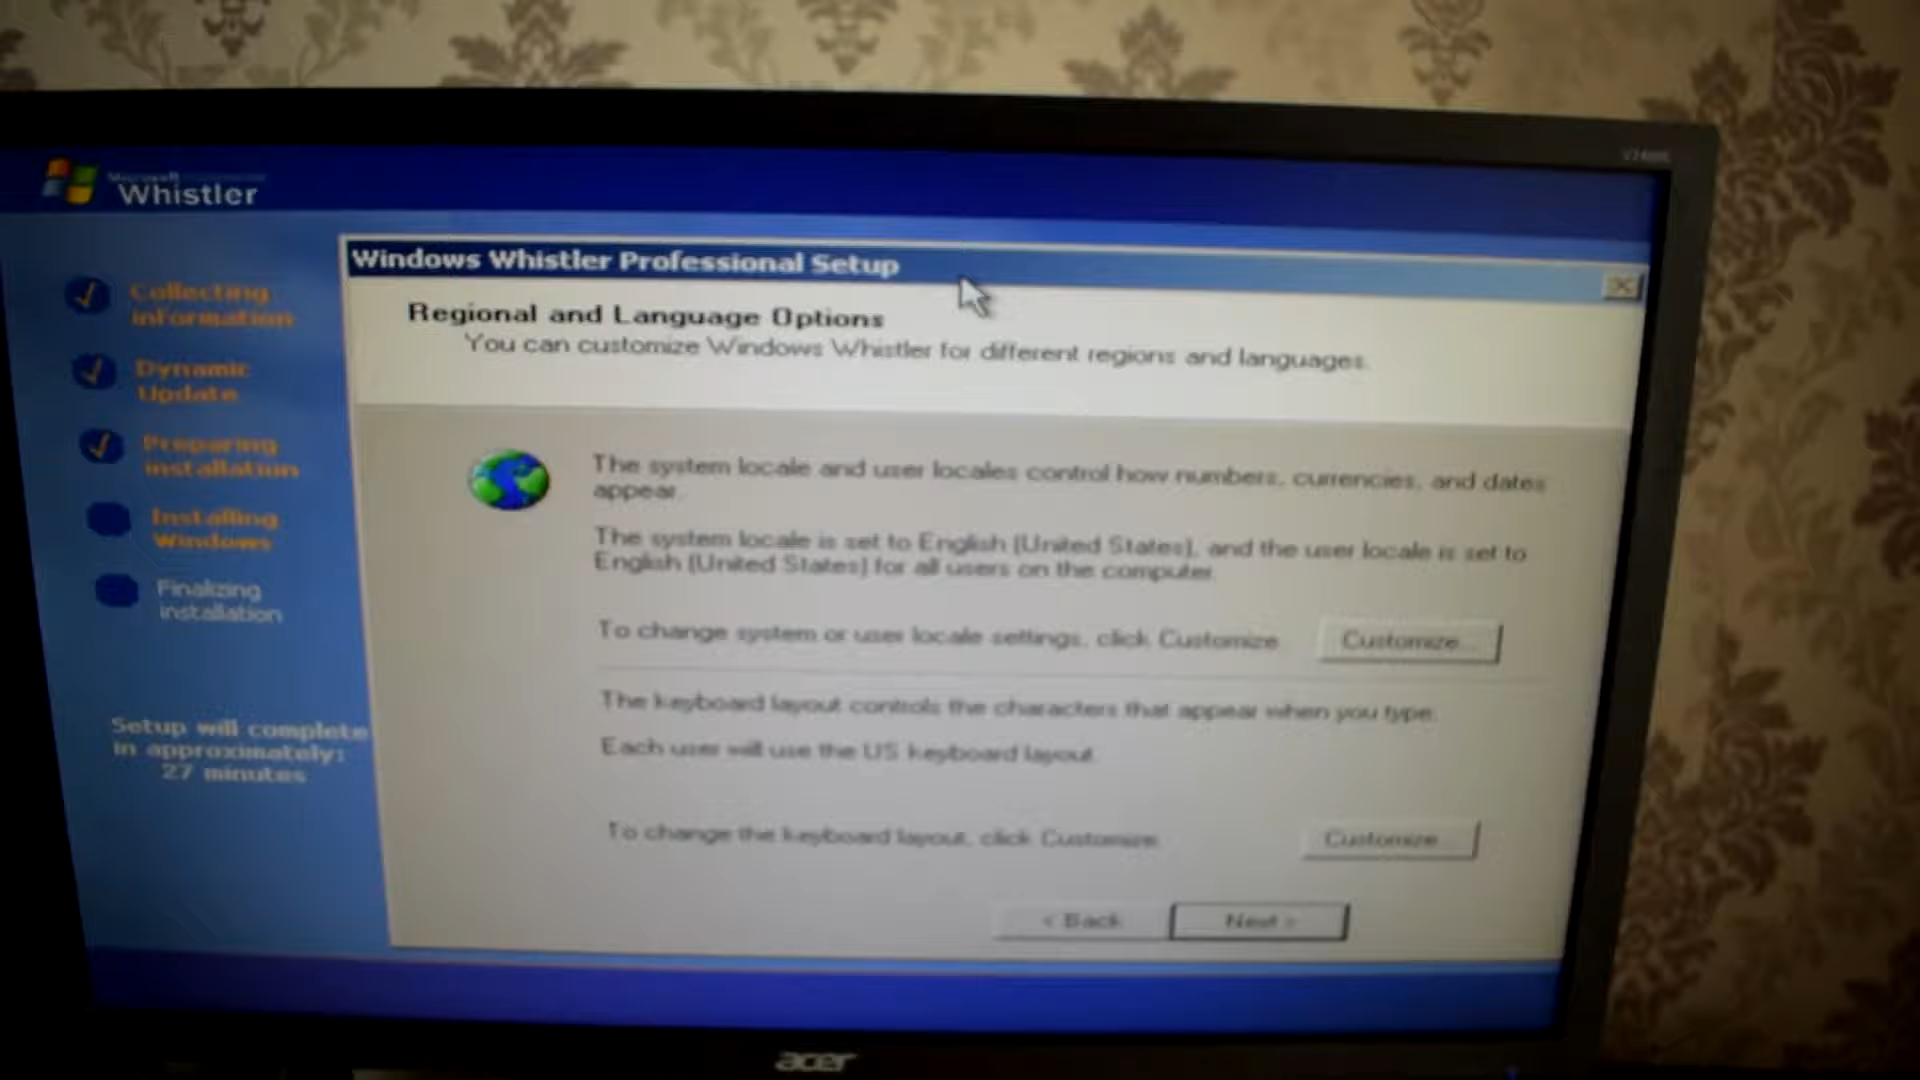 Microsoft
Whistler
Collecting
information
Dynamic
Update
Preparing
installation
Installing
Windows
Finalizing
installation
Setup will complete
in approximately:
27 minutes
Windows Whistler Professional Setup
Regional and Language Options
You can customize Windows Whistler for different regions and languages.
The system locale and user locales control how numbers, currencies, and dates
appear.
The system locale is set to English (United States), and the user locale is set to
English (United States) for all users on the computer.
To change system or user locale settings, click Customize
Customize...
The keyboard layout controls the characters that appear when you type.
Each user will use the US keyboard layout.
To change the keyboard layout, click Customize.
Customize
< Back
Next >
acer